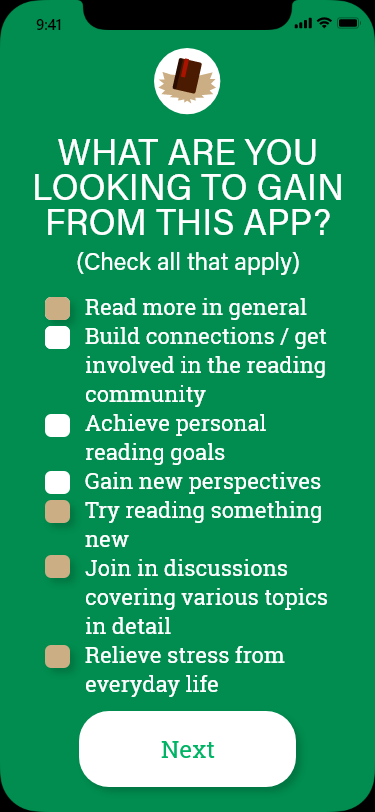 9:41
WHAT ARE YOU
LOOKING TO GAIN
FROM THIS APP?
(Check all that apply)
Read more in general
Build connections / get
involved in the reading
community
Achieve personal
reading goals
Gain new perspectives
Try reading something
new
Join in discussions
covering various topics
in detail
Relieve stress from
everyday life
Next